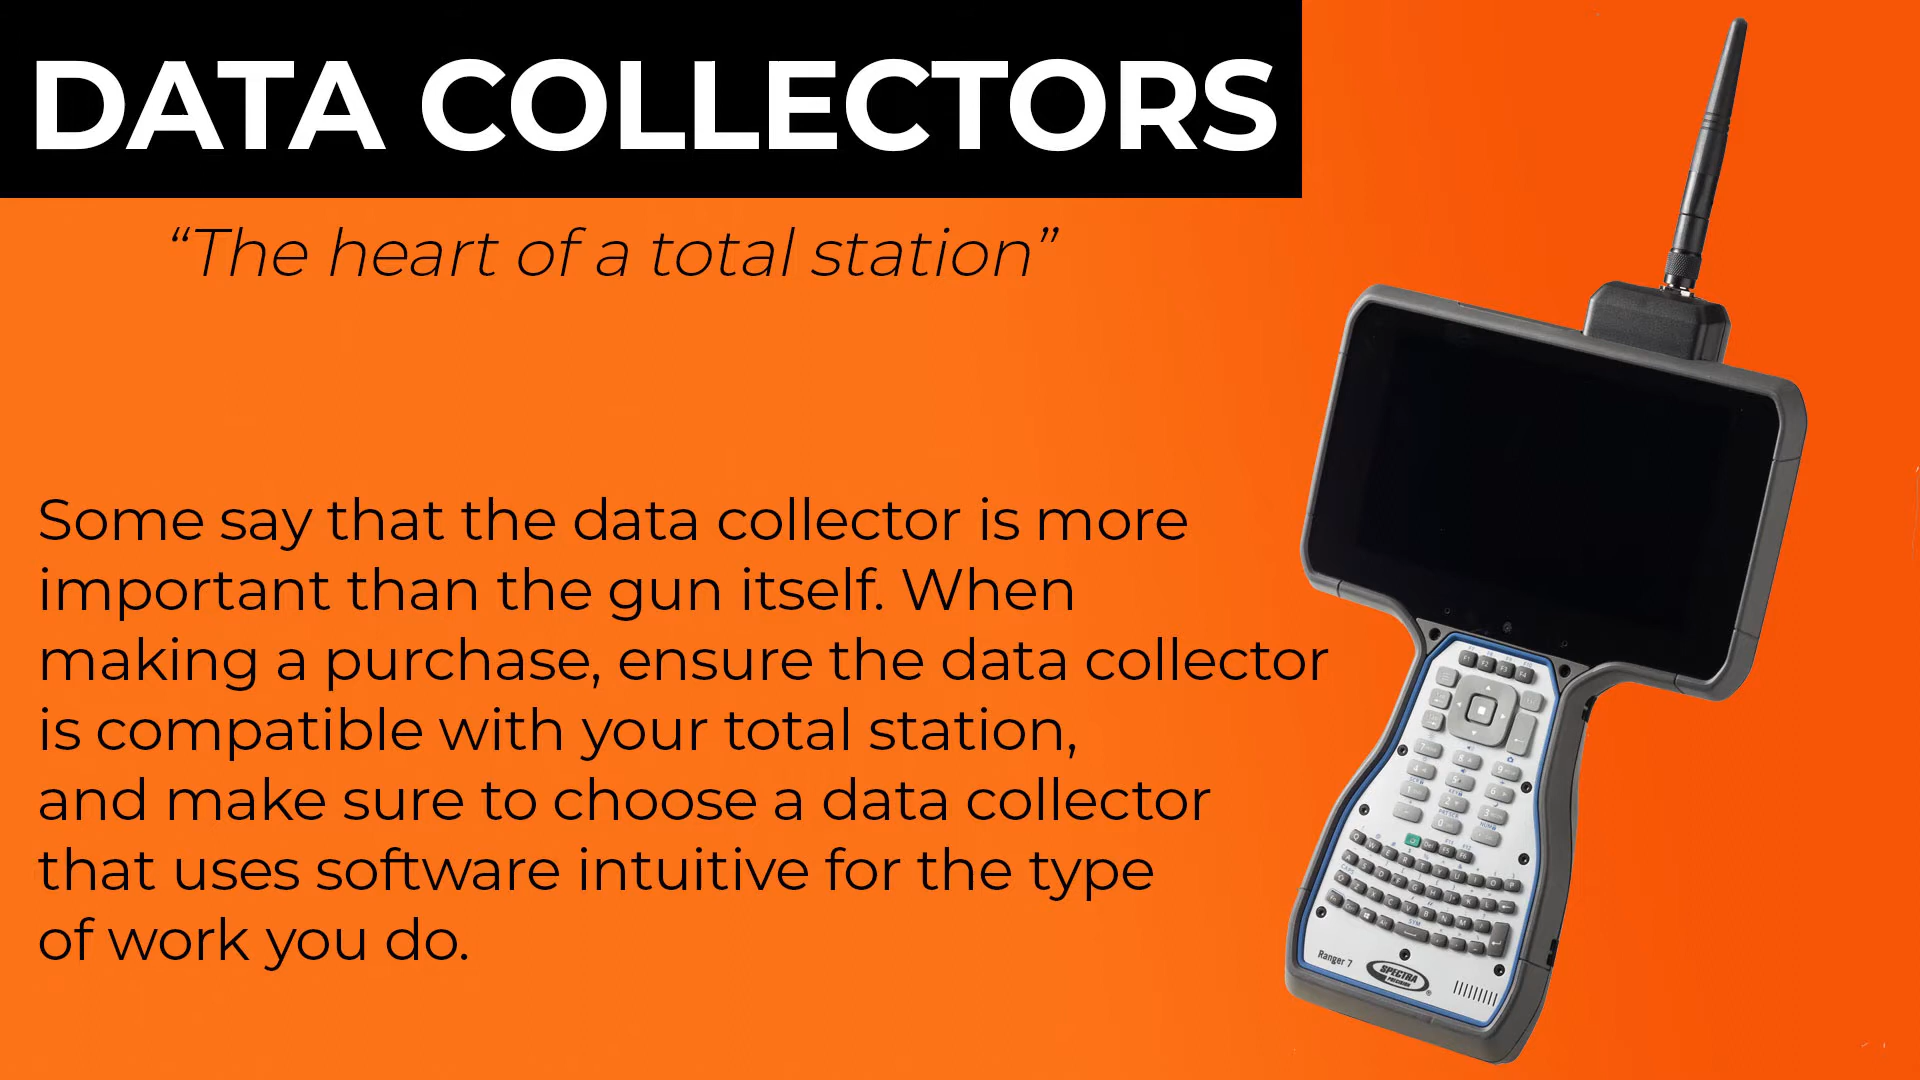 DATA COLLECTORS
“The heart of a total station”
Some say that the data collector is more
important than the gun itself. When
making a purchase, ensure the data collector
is compatible with your total station,
and make sure to choose a data collector
that uses software intuitive for the type
of work you do.
Ranger 7
SPECTRA
PRECISION